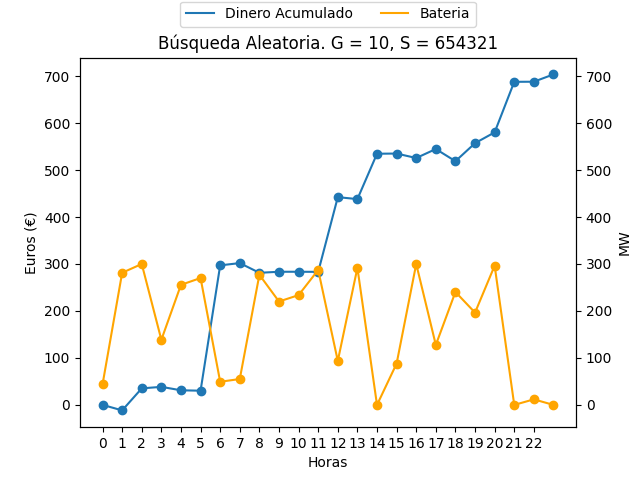 Dinero Acumulado Bateria
Búsqueda Aleatoria. G = 10, S = 654321
700 700
600 600
500 500
400 400
300 300
200 200
100 100
0 0
Euros (€)
MW
0 1 2 3 4 5 6 7 8 9 10 11 12 13 14 15 16 17 18 19 20 21 22
Horas